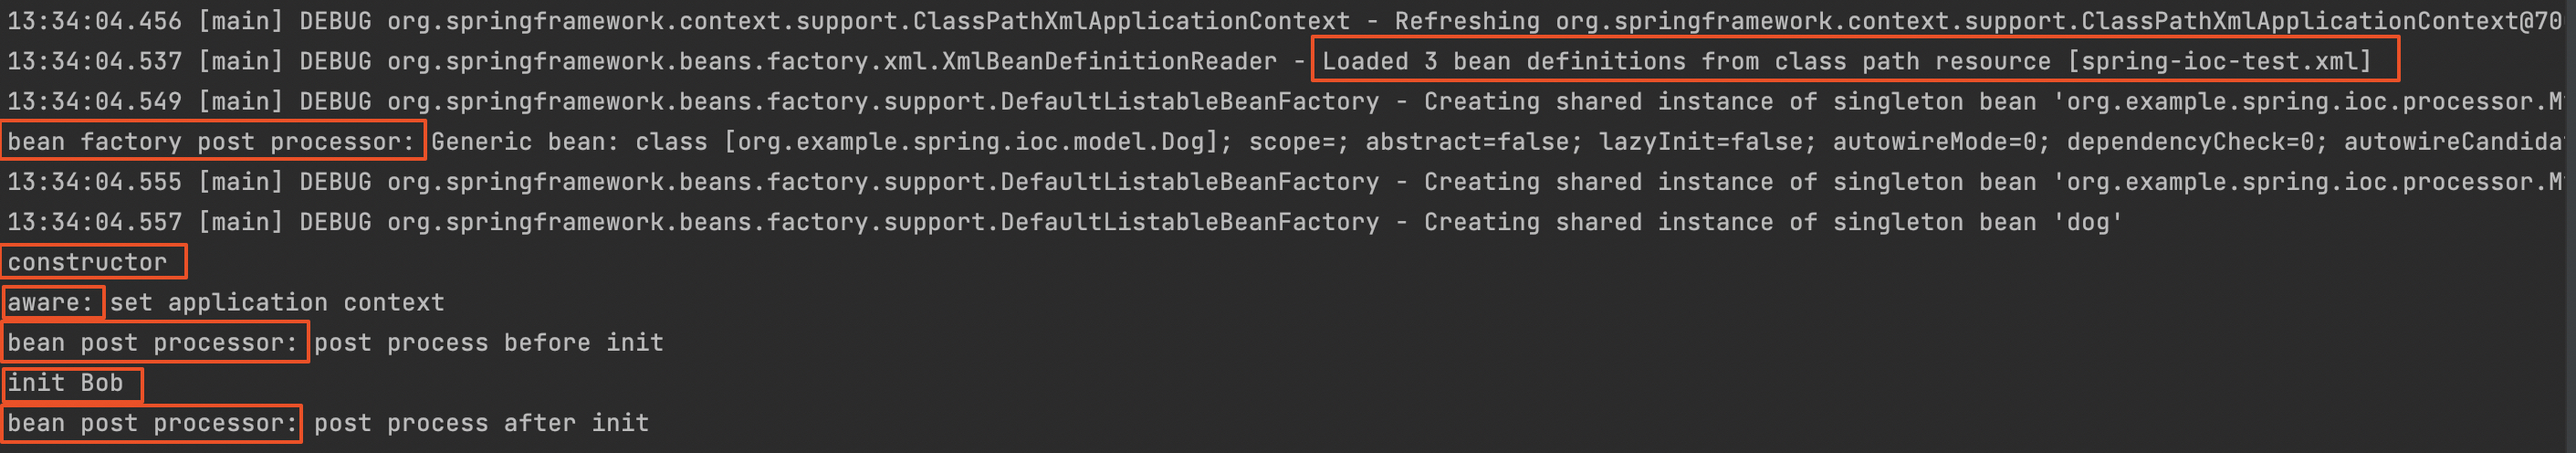 13:34:04.456 [main] DEBUG org.springframework.context.support.ClassPathXmlApplicationContext - Refreshing org.springframework.context.support.ClassPathXmlApplicationContext@70
13:34:04.537 [main] DEBUG org.springframework.beans.factory.xml.XmlBeanDefinitionReader - Loaded 3 bean definitions from class path resource [spring-ioc-test.xml]
13:34:04.549 [main] DEBUG org.springframework.beans.factory.support.DefaultListableBeanFactory - Creating shared instance of singleton bean 'org.example.spring.ioc.processor.M
bean factory post processor: Generic bean: class [org.example.spring.ioc.model.Dog]; scope=; abstract=false; lazyInit=false; autowireMode=0; dependencyCheck=0; autowireCandida
13:34:04.555 [main] DEBUG org.springframework.beans.factory.support.DefaultListableBeanFactory - Creating shared instance of singleton bean 'org.example.spring.ioc.processor.M
13:34:04.557 [main] DEBUG org.springframework.beans.factory.support.DefaultListableBeanFactory - Creating shared instance of singleton bean 'dog'
constructor
aware: set application context
bean post processor: post process before init
init Bob
bean post processor: post process after init